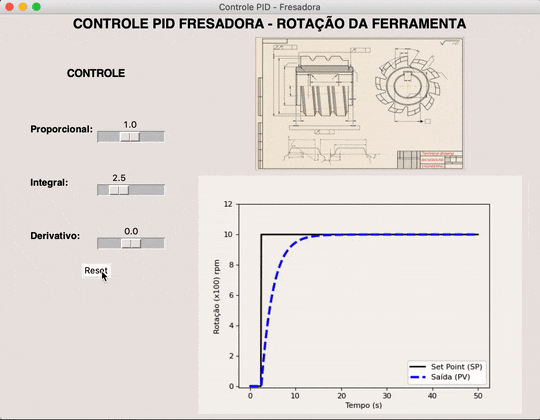 Controle PID - Fresadora
CONTROLE PID FRESADORA - ROTAÇÃO DA FERRAMENTA
CONTROLE
Proporcional:
1.0
Integral:
2.5
Derivativo:
0.0
Reset
12
10
8
6
4
2
0
Rotação (x100) rpm
0
10
20
30
40
50
Tempo (s)
Set Point (SP)
Saída (PV)